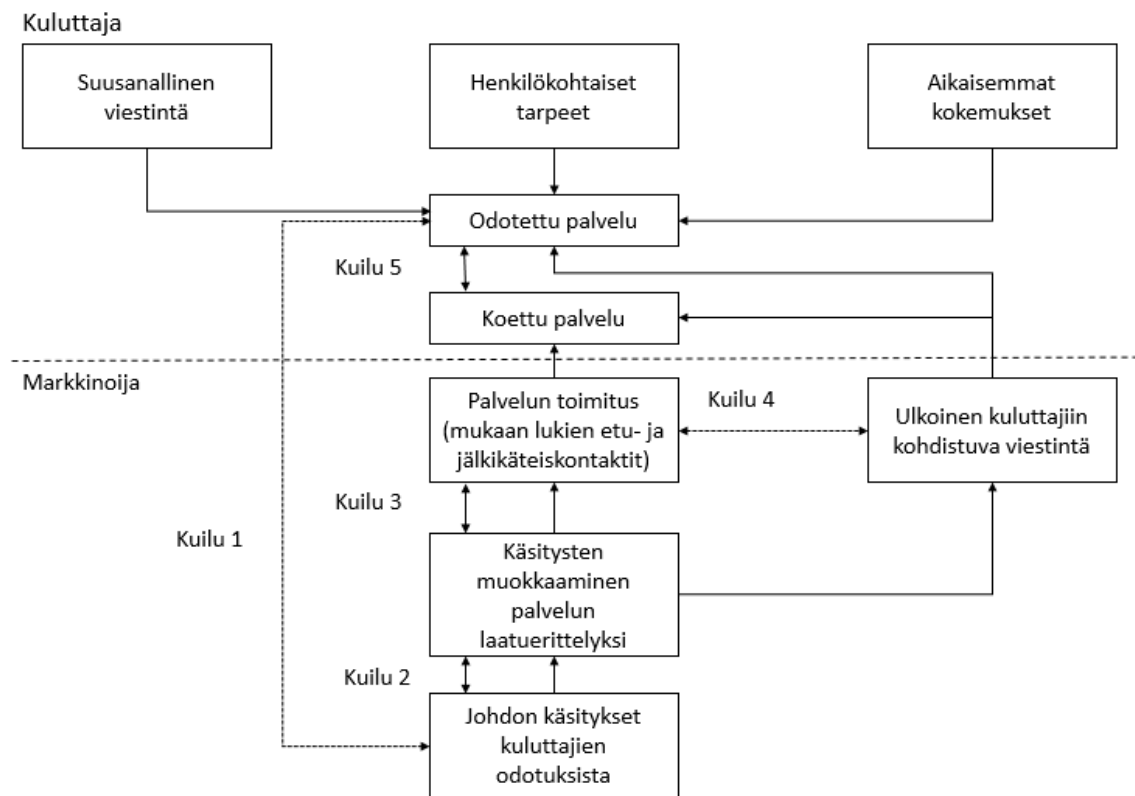 Kuluttaja
Suusanallinen
viestintä
Henkilökohtaiset
tarpeet
Aikaisemmat
kokemukset
Odotettu palvelu
Kuilu 5
Koettu palvelu
Markkinoija
Palvelun toimitus
(mukaan lukien etu- ja
jälkikäteiskontaktit)
Kuilu 4
Ulkoinen kuluttajiin
kohdistuva viestintä
Kuilu 3
Kuilu 1
Käsitysten
muokkaaminen
palvelun
laatuerittelyksi
Kuilu 2
Johdon käsitykset
kuluttajien
odotuksista